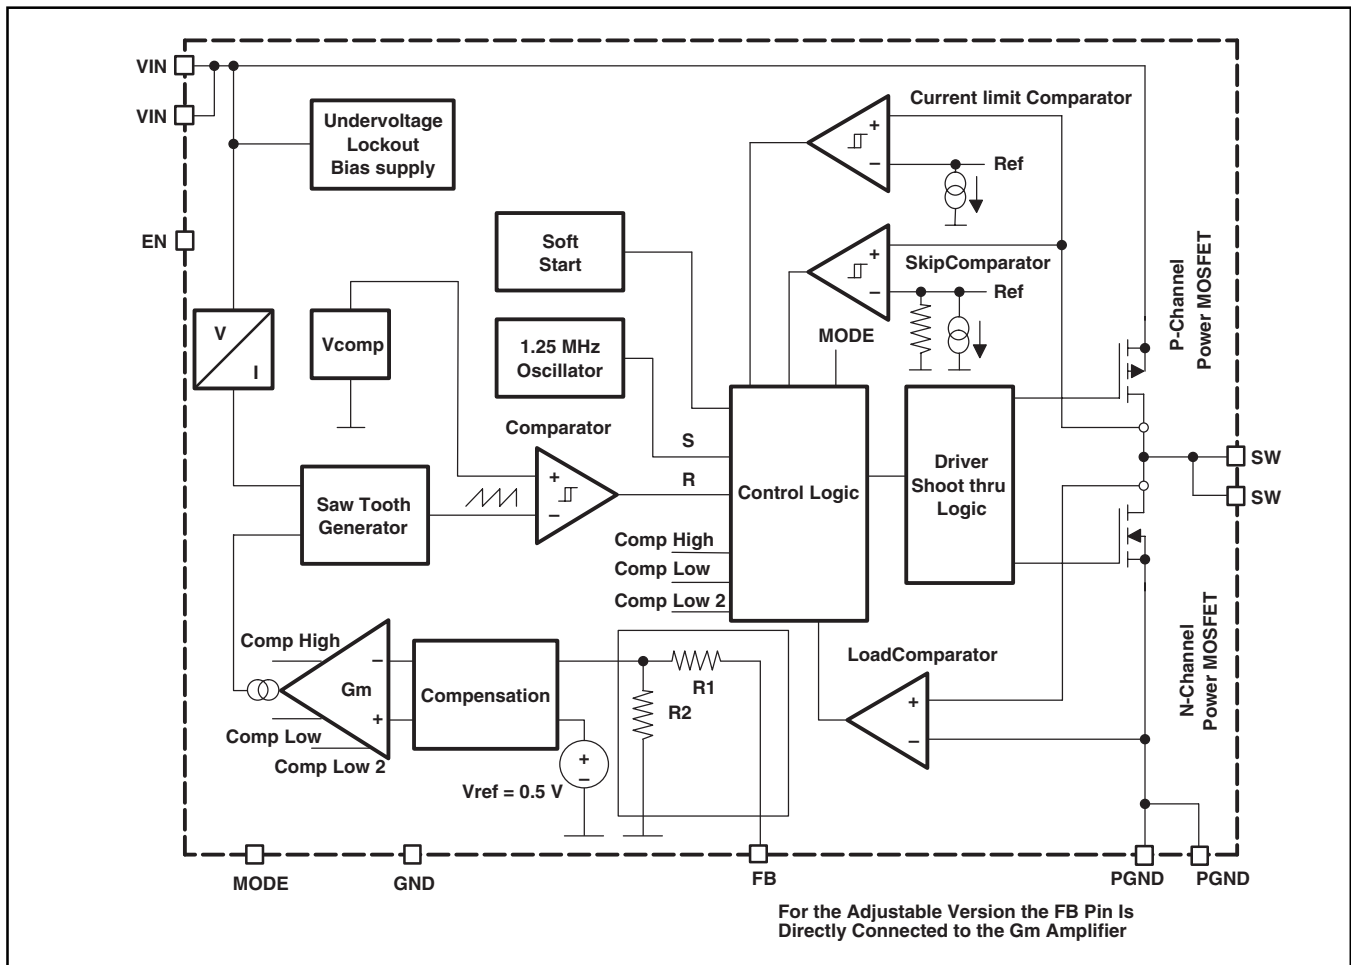 VIN
VIN
Undervoltage
Lockout
Bias supply
EN
V
I
Vcomp
Soft
Start
1.25 MHz
Oscillator
Current limit Comparator
+
−
Ref
SkipComparator
+
−
Ref
MODE
P-Channel
Power MOSFET
Comparator
+
−
S
R
Saw Tooth
Generator
Control Logic
Driver
Shoot thru
Logic
SW
SW
Comp High
Comp Low
Comp Low 2
Comp High
−
Gm
+
Comp Low
Comp Low 2
Compensation
R1
R2
+
−
Vref = 0.5 V
LoadComparator
+
−
N-Channel
Power MOSFET
MODE
GND
FB
PGND
PGND
For the Adjustable Version the FB Pin Is
Directly Connected to the Gm Amplifier